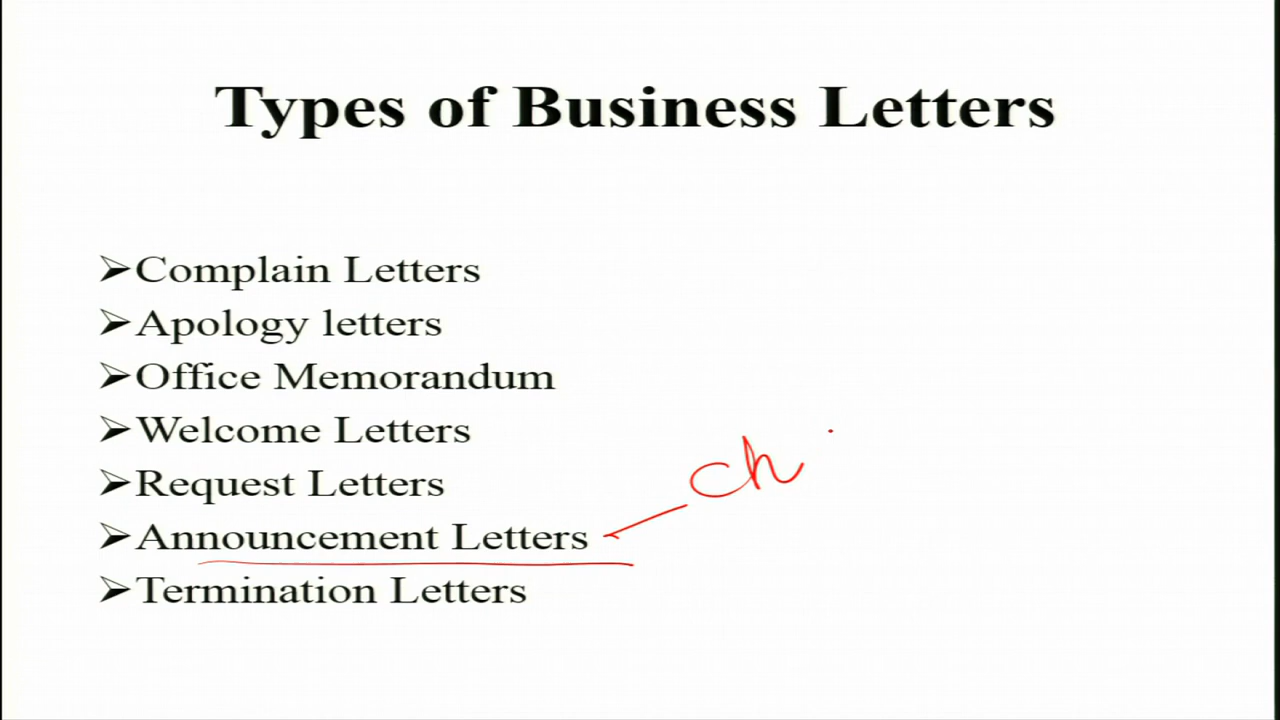 Types of Business Letters
➢Complain Letters
➢Apology letters
➢Office Memorandum
➢Welcome Letters
➢Request Letters
ch
➢Announcement Letters
➢Termination Letters